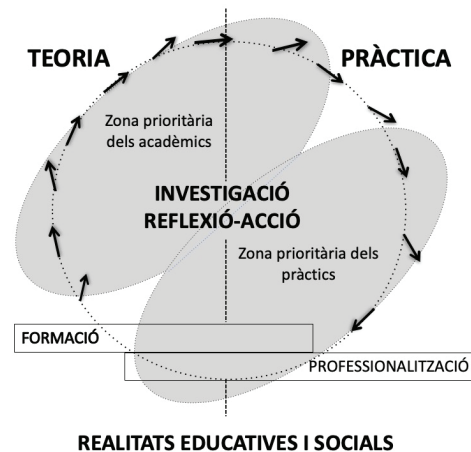 TEORIA
PRÀCTICA
Zona prioritària
dels acadèmics
INVESTIGACIÓ
REFLEXIÓ-ACCIÓ
Zona prioritària dels
pràctics
FORMACIÓ
PROFESSIONALITZACIÓ
REALITATS EDUCATIVES I SOCIALS